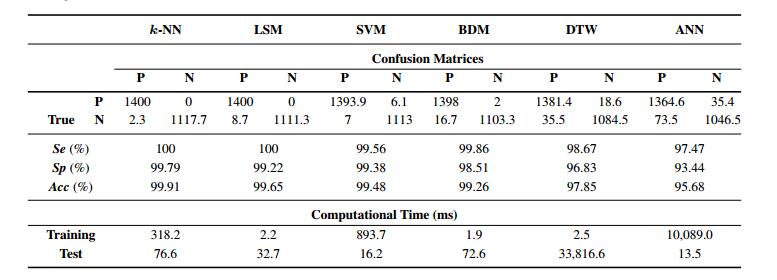 k-NN LSM SVM BDM DTW ANN
Confusion Matrices
P N P N P N P N P N P N
P 1400 0 1400 0 1393.9 6.1 1398 2 1381.4 18.6 1364.6 35.4
True N 2.3 1117.7 8.7 1111.3 7 1113 16.7 1103.3 35.5 1084.5 73.5 1046.5
Se (%) 100 100 99.56 99.86 98.67 97.47
Sp (%) 99.79 99.22 99.38 98.51 96.83 93.44
Acc (%) 99.91 99.65 99.48 99.26 97.85 95.68
Computational Time (ms)
Training 318.2 2.2 893.7 1.9 2.5 10,089.0
Test 76.6 32.7 16.2 72.6 33,816.6 13.5